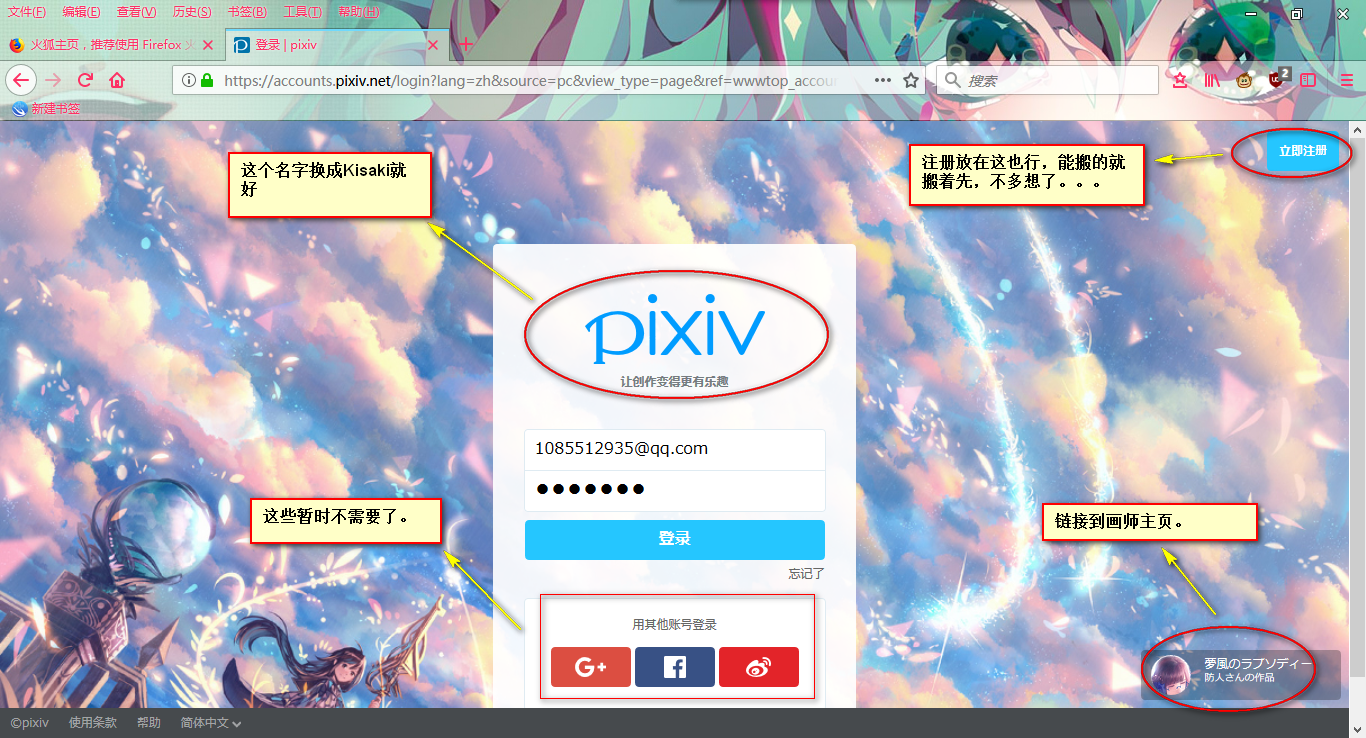 文件(F) 编辑(E) 查看(V) 历史(S) 书签(B) 工具(T) 帮助(H)
火狐主页，推荐使用 Firefox 火
登录 | pixiv
https://accounts.pixiv.net/login?lang=zh&source=pc&view_type=page&ref=wwwtop_accou
搜索
2
新建书签
立即注册
这个名字换成Kisaki就
好
注册放在这也行，能搬的就
搬着先，不多想了。。。
pixiv
让创作变得更有乐趣
1085512935@qq.com
●●●●●●●
登录
忘记了
这些暂时不需要了。
链接到画师主页。
用其他账号登录
G+
夢風のラプソディー
防人さんの作品
©pixiv 使用条款 帮助 简体中文